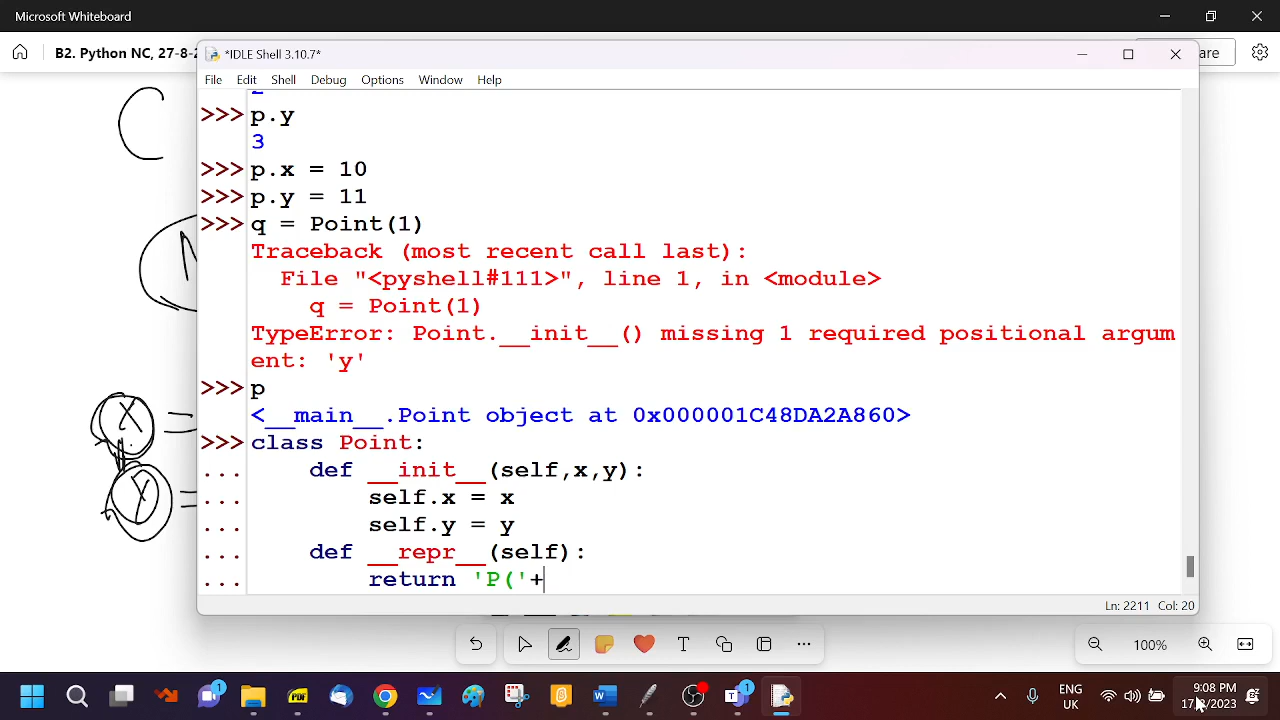 Microsoft Whiteboard
B2. Python NC, 27-8-2
*IDLE Shell 3.10.7*
are
File Edit Shell Debug Options Window Help
>>> p.y
3
>>> p.x = 10
>>> p.y = 11
>>> q = Point(1)
Traceback (most recent call last):
File "<pyshell#111>", line 1, in <module>
q = Point(1)
TypeError: Point.__init__() missing 1 required positional argum
ent: 'y'
>>> p
<__main__.Point object at 0x000001C48DA2A860>
>>> class Point:
... def __init__(self,x,y):
... self.x = x
... self.y = y
... def __repr__(self):
... return 'P('+
Ln: 2211 Col: 20
C
N
X =
Y =
100%
ENG
UK
9:08 PM